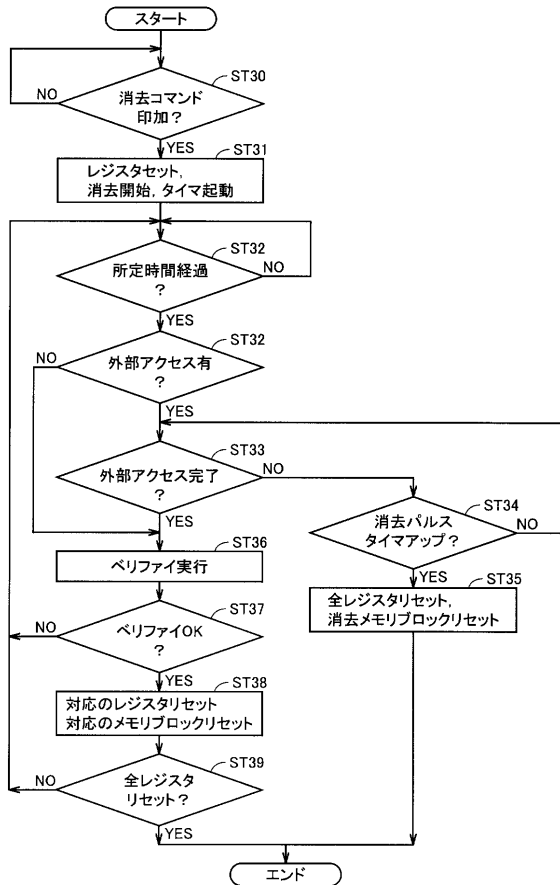 スタート
ST30
消去コマンド
印加?
NO
YES
ST31
レジスタセット,
消去開始, タイマ起動
ST32
所定時間経過
?
NO
YES
ST32
外部アクセス有
?
NO
YES
ST33
外部アクセス完了
?
NO
YES
ST34
消去パルス
タイマアップ?
NO
YES
ST35
全レジスタリセット,
消去メモリブロックリセット
ST36
ベリファイ実行
ST37
ベリファイOK
?
NO
YES
ST38
対応のレジスタリセット
対応のメモリブロックリセット
ST39
全レジスタ
リセット?
NO
YES
エンド